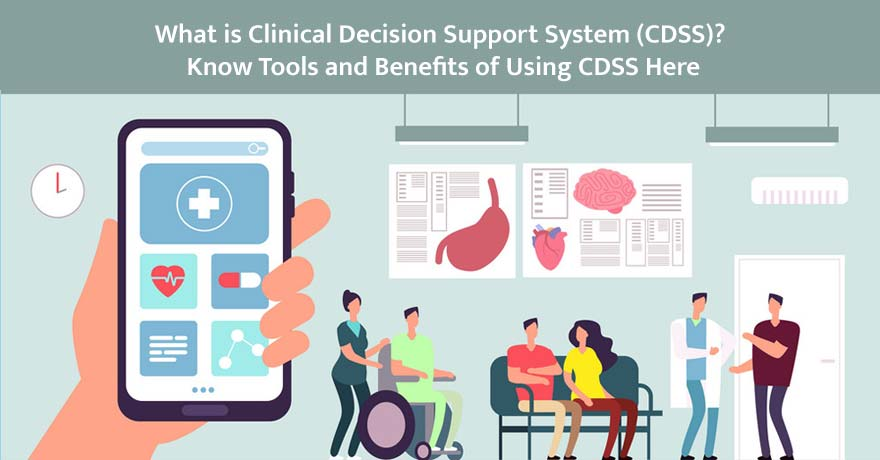 What is Clinical Decision Support System (CDSS)?
Know Tools and Benefits of Using CDSS Here